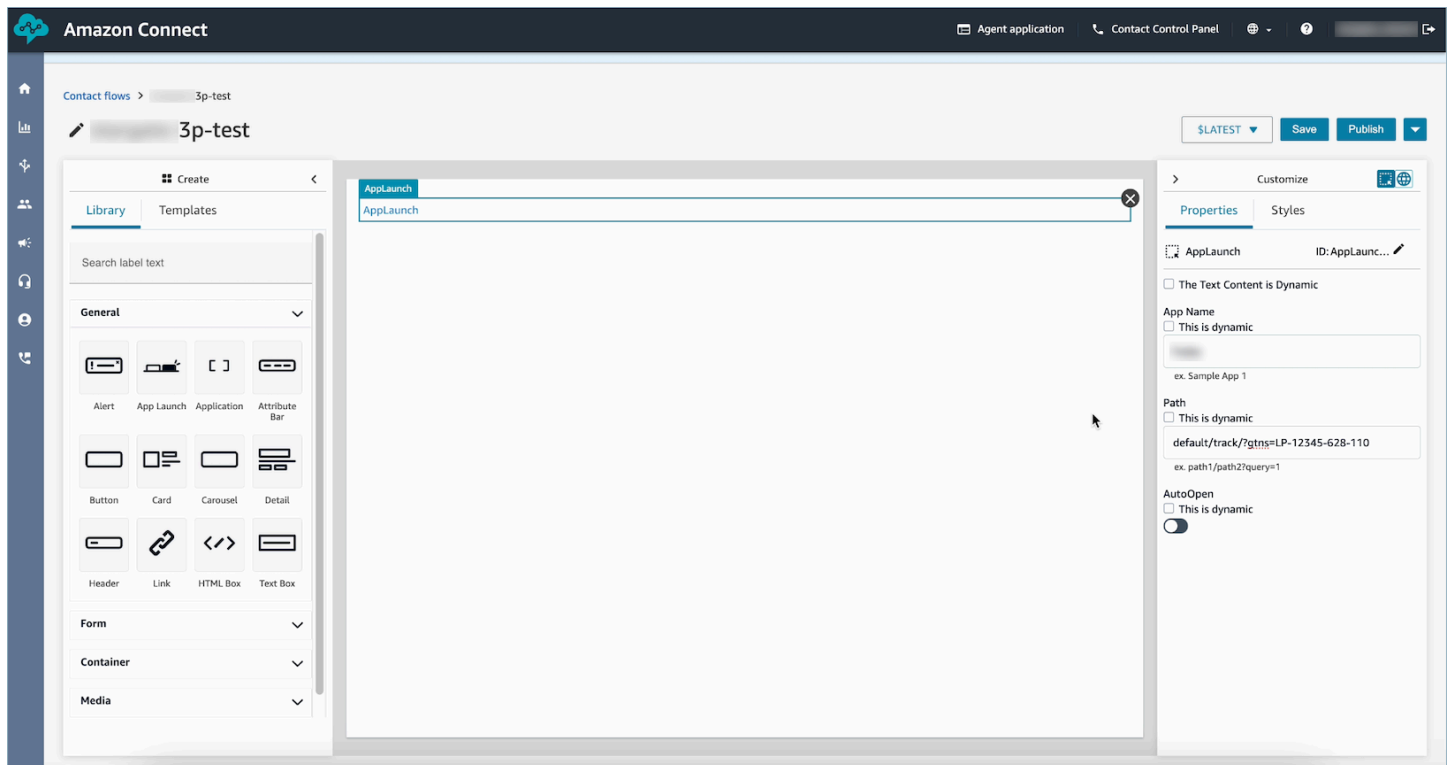 Amazon Connect
Agent application
Contact Control Panel
Contact flows > 3p-test
3p-test
$LATEST
Save
Publish
Create
Library
Templates
Search label text
General
Alert
App Launch
Application
Attribute Bar
Button
Card
Carousel
Detail
Header
Link
HTML Box
Text Box
Form
Container
Media
AppLaunch
AppLaunch
Customize
Properties
Styles
AppLaunch
ID: AppLaunc...
The Text Content is Dynamic
App Name
This is dynamic
ex. Sample App 1
Path
This is dynamic
default/track/?gtns=LP-12345-628-110
ex. path1/path2?query=1
AutoOpen
This is dynamic